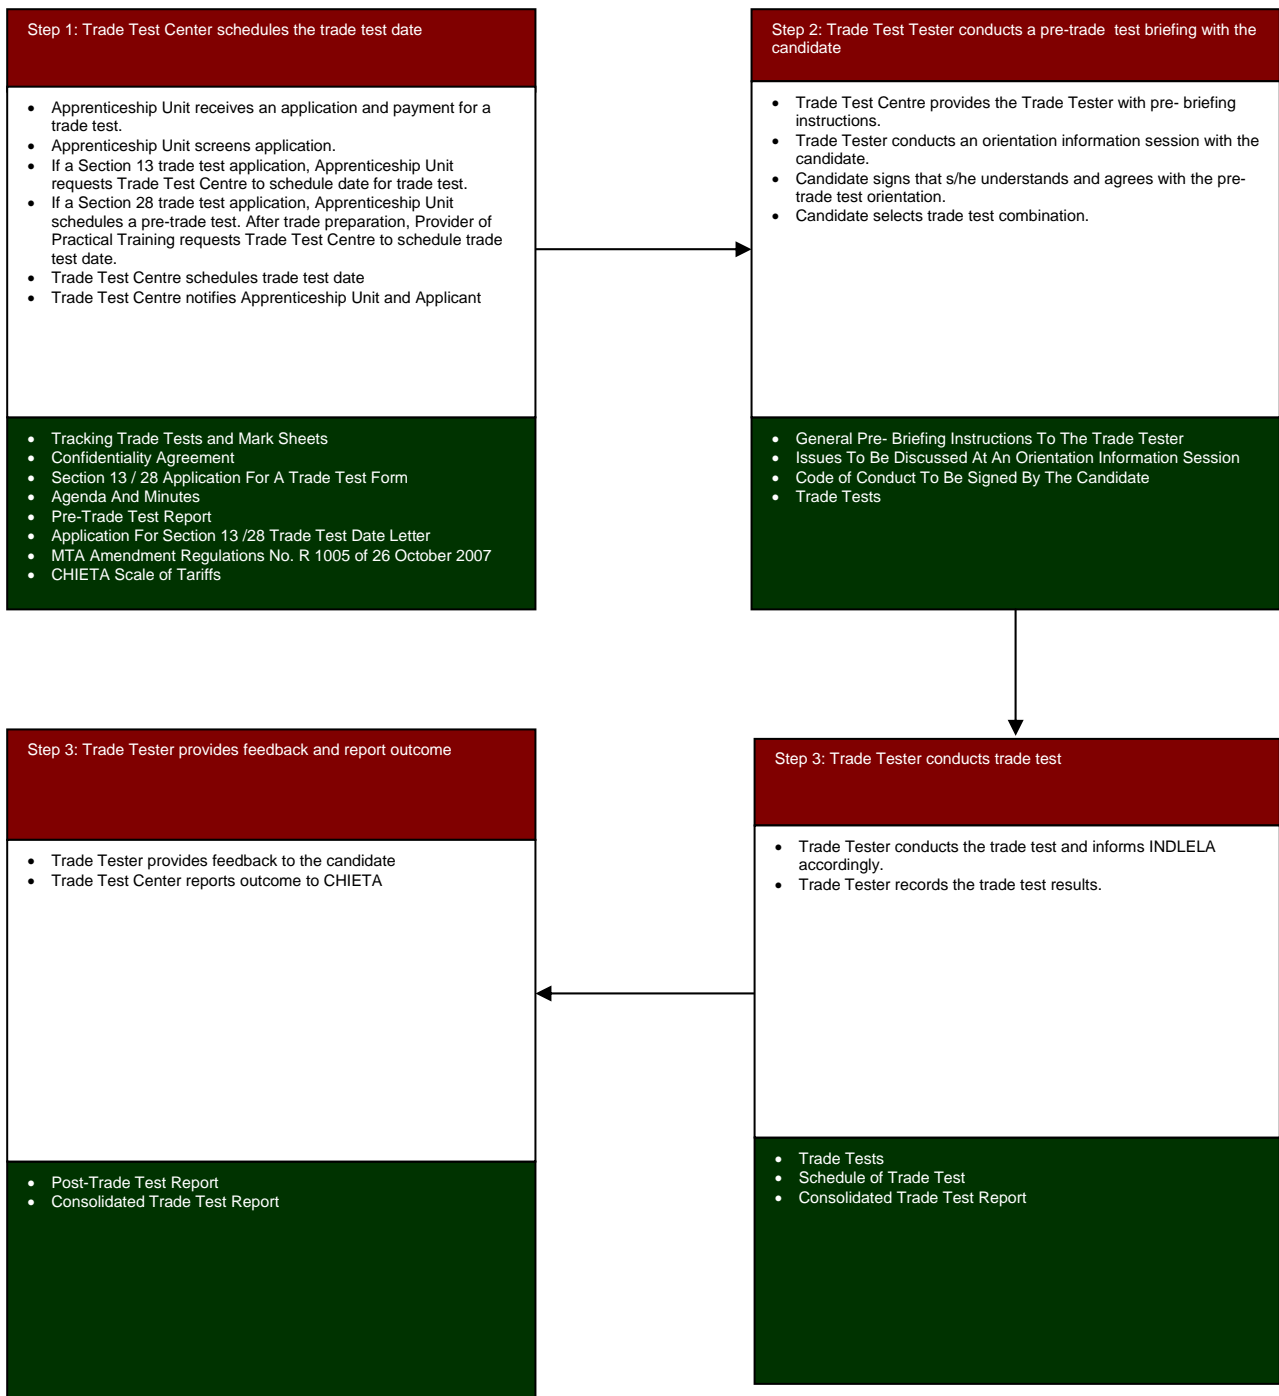 Step 1: Trade Test Center schedules the trade test date
• Apprenticeship Unit receives an application and payment for a
trade test.
• Apprenticeship Unit screens application.
• If a Section 13 trade test application, Apprenticeship Unit
requests Trade Test Centre to schedule date for trade test.
• If a Section 28 trade test application, Apprenticeship Unit
schedules a pre-trade test. After trade preparation, Provider of
Practical Training requests Trade Test Centre to schedule trade
test date.
• Trade Test Centre schedules trade test date
• Trade Test Centre notifies Apprenticeship Unit and Applicant
• Tracking Trade Tests and Mark Sheets
• Confidentiality Agreement
• Section 13 / 28 Application For A Trade Test Form
• Agenda And Minutes
• Pre-Trade Test Report
• Application For Section 13 /28 Trade Test Date Letter
• MTA Amendment Regulations No. R 1005 of 26 October 2007
• CHIETA Scale of Tariffs
Step 2: Trade Test Tester conducts a pre-trade  test briefing with the
candidate
• Trade Test Centre provides the Trade Tester with pre- briefing
instructions.
• Trade Tester conducts an orientation information session with the
candidate.
• Candidate signs that s/he understands and agrees with the pre-
trade test orientation.
• Candidate selects trade test combination.
• General Pre- Briefing Instructions To The Trade Tester
• Issues To Be Discussed At An Orientation Information Session
• Code of Conduct To be Signed By The Candidate
• Trade Tests
Step 3: Trade Tester conducts trade test
• Trade Tester conducts the trade test and informs INDLELA
accordingly.
• Trade Tester records the trade test results.
• Trade Tests
• Schedule of Trade Test
• Consolidated Trade Test Report
Step 3: Trade Tester provides feedback and report outcome
• Trade Tester provides feedback to the candidate
• Trade Test Center reports outcome to CHIETA
• Post-Trade Test Report
• Consolidated Trade Test Report